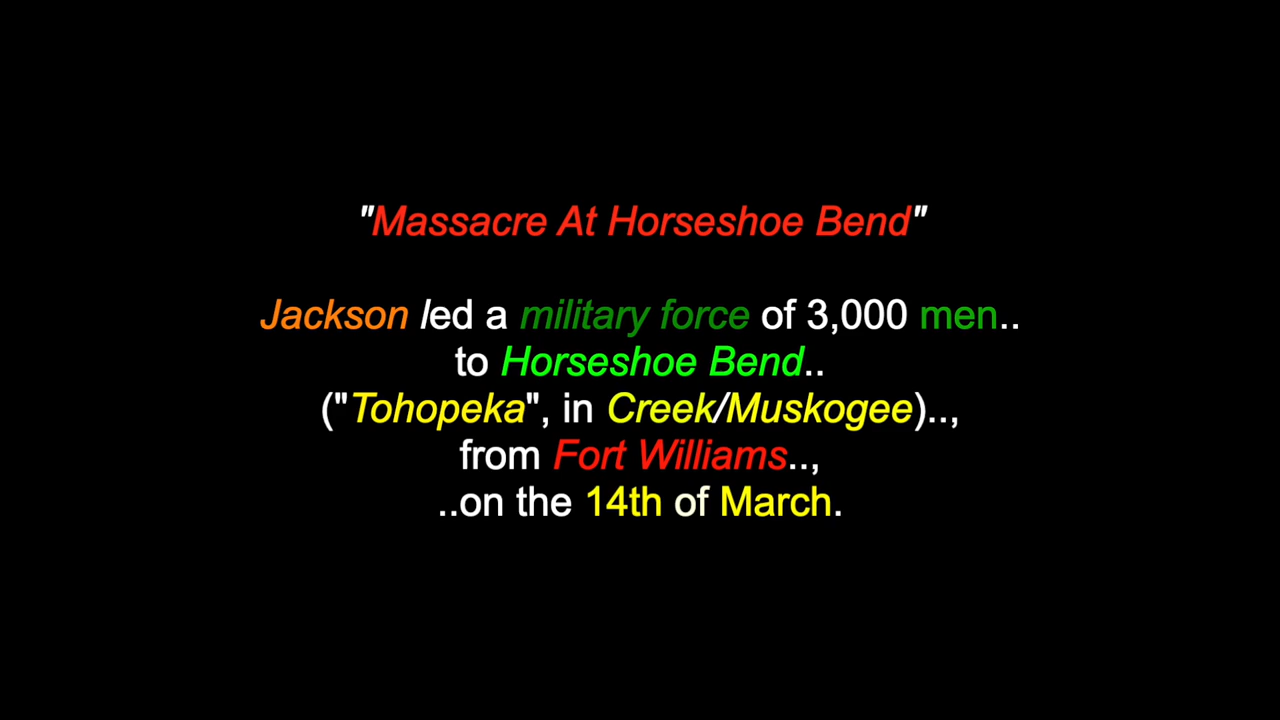 "Massacre At Horseshoe Bend"
Jackson led a military force of 3,000 men..
to Horseshoe Bend..
("Tohopeka", in Creek/Muskogee)..,
from Fort Williams..,
..on the 14th of March.